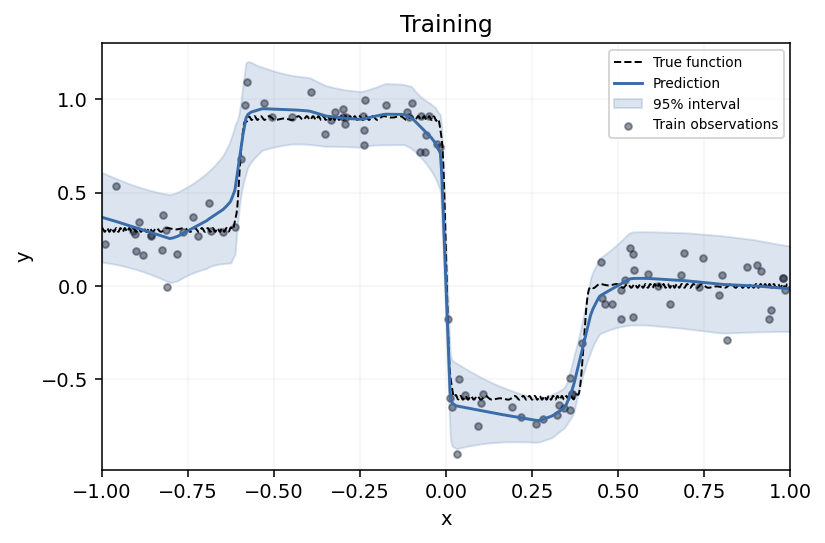 Training
True function
Prediction
95% interval
Train observations
1.0
0.5
0.0
−0.5
y
−1.00 −0.75 −0.50 −0.25 0.00 0.25 0.50 0.75 1.00
x